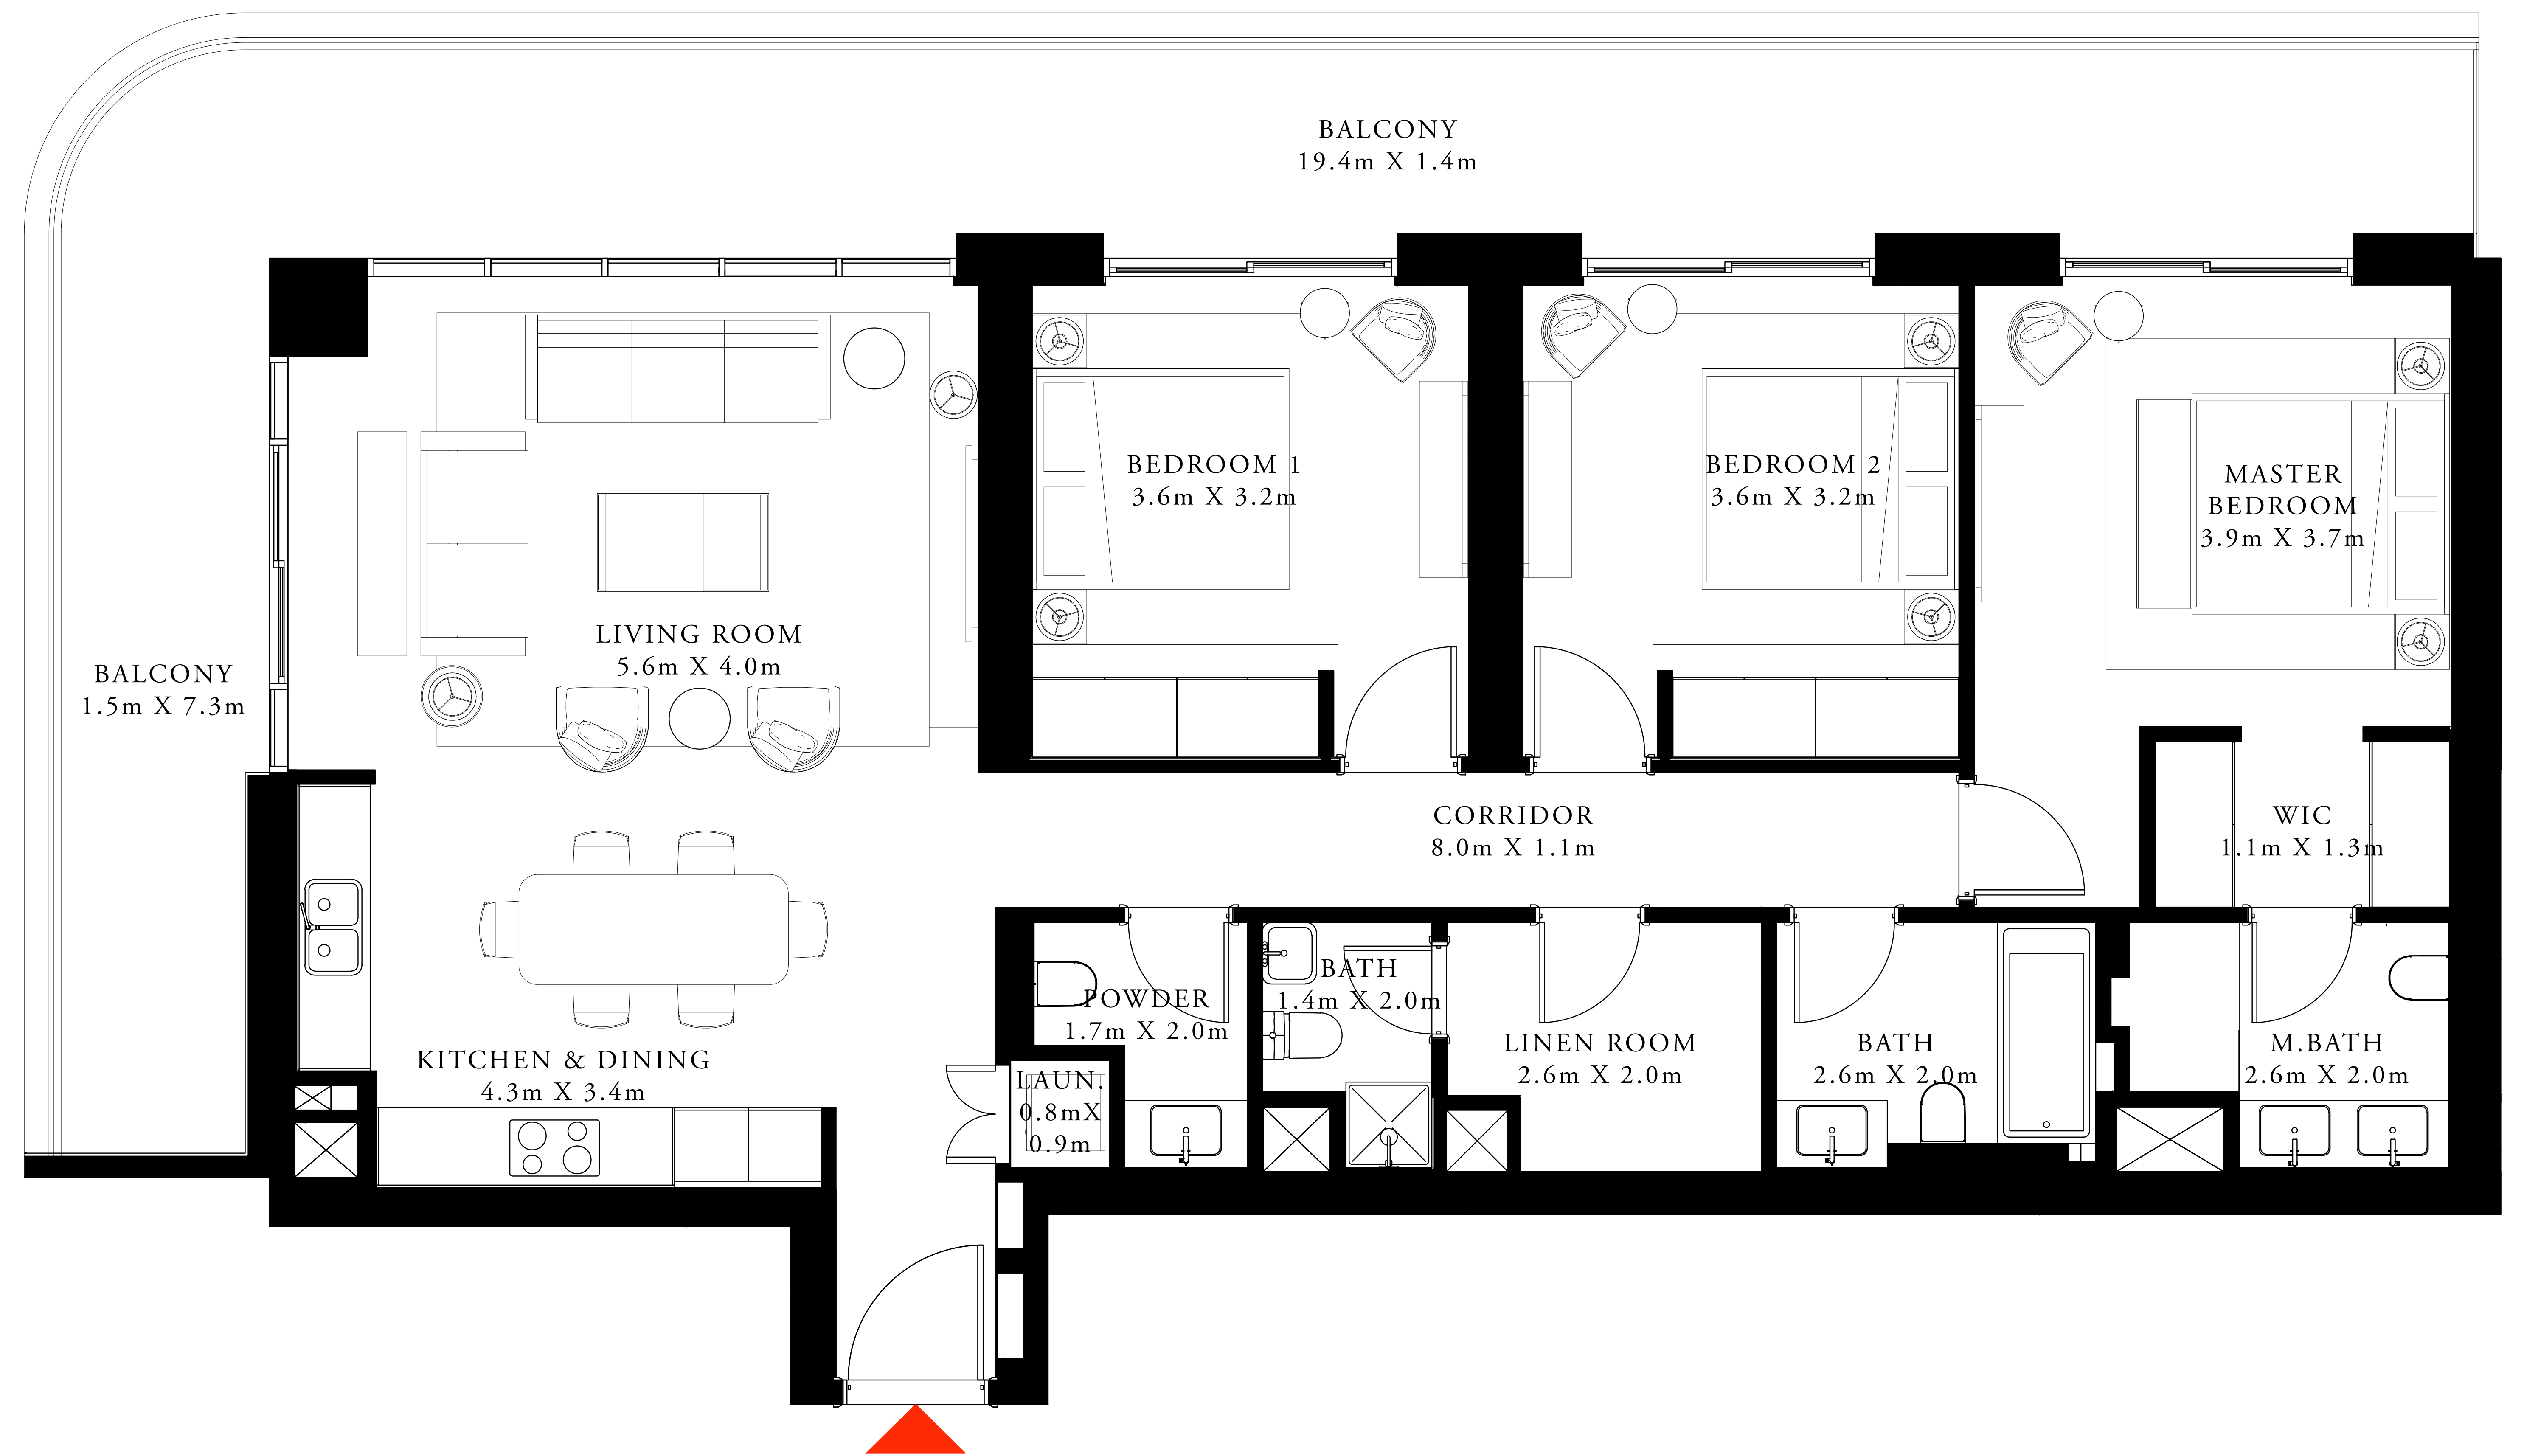 BALCONY
19.4m X 1.4m
BEDROOM 1
3.6m X 3.2m
BEDROOM 2
3.6m X 3.2m
MASTER
BEDROOM
3.9m X 3.7m
LIVING ROOM
5.6m X 4.0m
BALCONY
1.5m X 7.3m
CORRIDOR
8.0m X 1.1m
WIC
1.1m X 1.3m
KITCHEN & DINING
4.3m X 3.4m
POWDER
1.7m X 2.0m
BATH
1.4m X 2.0m
LINEN ROOM
2.6m X 2.0m
BATH
2.6m X 2.0m
M.BATH
2.6m X 2.0m
LAUN.
0.8mX
0.9m